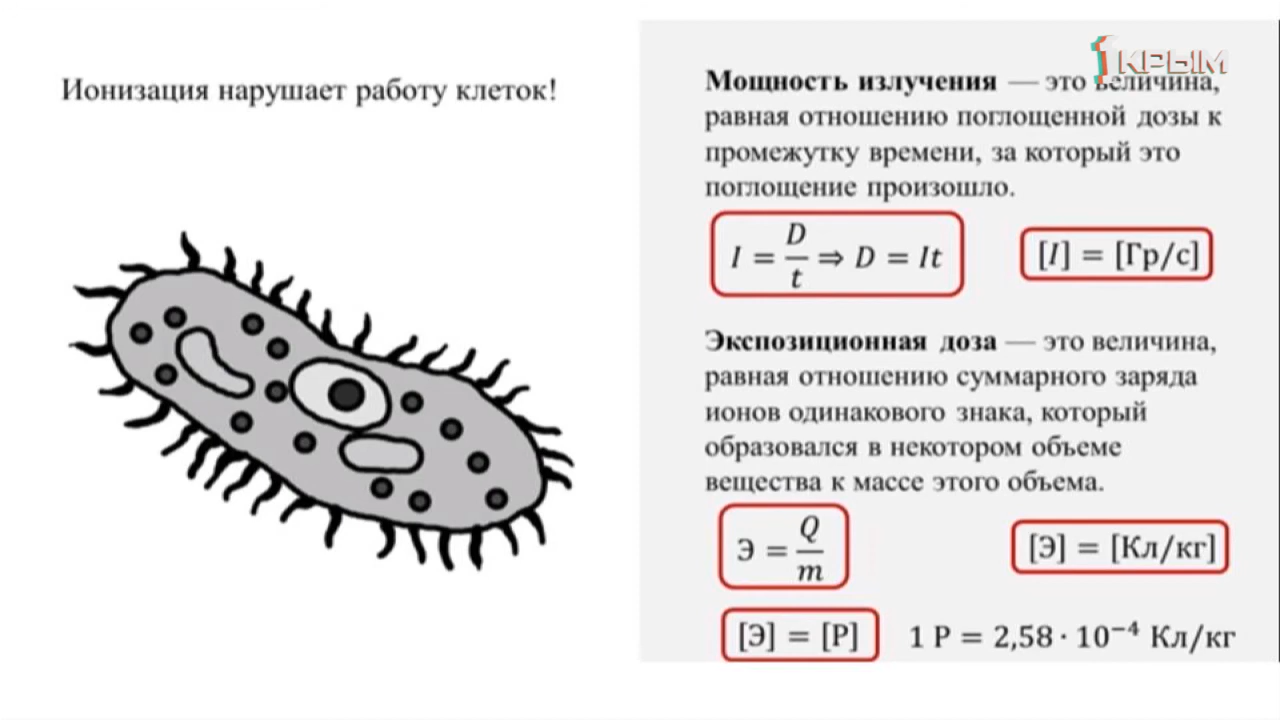 Ионизация нарушает работу клеток!
1КРЫМ
Мощность излучения — это величина,
равная отношению поглощенной дозы к
промежутку времени, за который это
поглощение произошло.
I = D/t ⇒ D = It
[I] = [Гр/с]
Экспозиционная доза — это величина,
равная отношению суммарного заряда
ионов одинакового знака, который
образовался в некотором объеме
вещества к массе этого объема.
Э = Q/m
[Э] = [Кл/кг]
[Э] = [Р]
1 Р = 2,58 · 10⁻⁴ Кл/кг